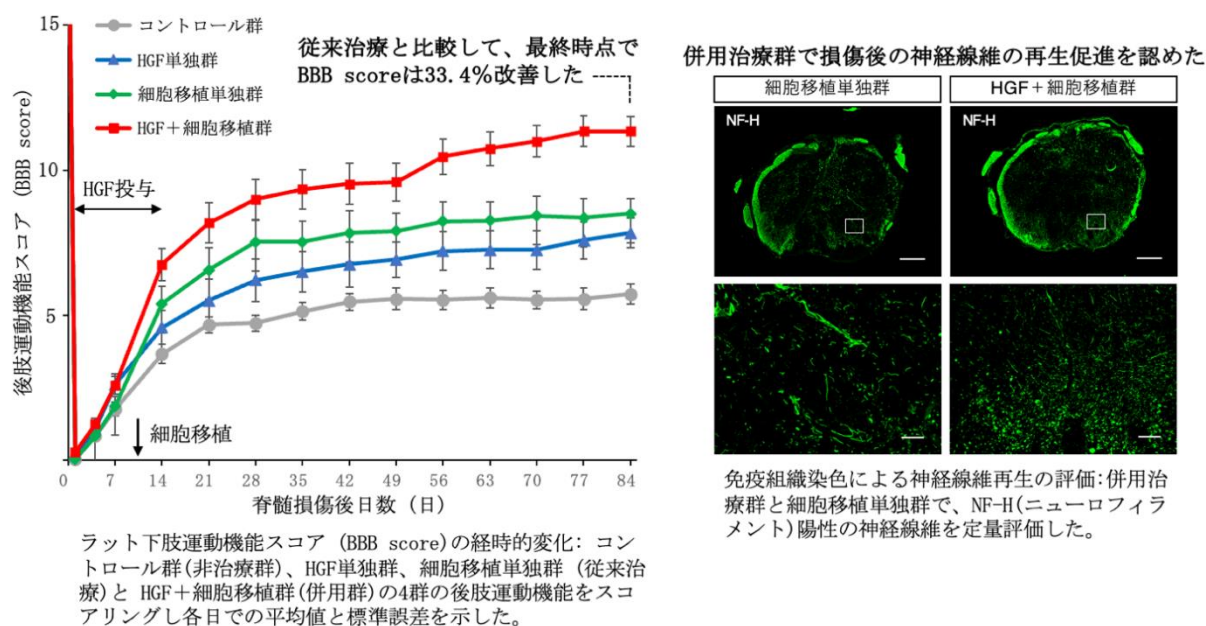 15
コントロール群
HGF単独群
細胞移植単独群
HGF＋細胞移植群
従来治療と比較して、最終時点で
BBB scoreは33.4%改善した
10
5
後肢運動機能スコア (BBB score)
HGF投与
細胞移植
0 7 14 21 28 35 42 49 56 63 70 77 84
脊髄損傷後日数 (日)
ラット下肢運動機能スコア (BBB score)の経時的変化: コント
ロール群(非治療群)、HGF単独群、細胞移植単独群 (従来治
療)と HGF＋細胞移植群(併用群)の4群の後肢運動機能をスコ
アリングし各日での平均値と標準誤差を示した。
併用治療群で損傷後の神経線維の再生促進を認めた
細胞移植単独群
HGF＋細胞移植群
NF-H
NF-H
免疫組織染色による神経線維再生の評価:併用治
療群と細胞移植単独群で、NF-H(ニューロフィラ
メント)陽性の神経線維を定量評価した。